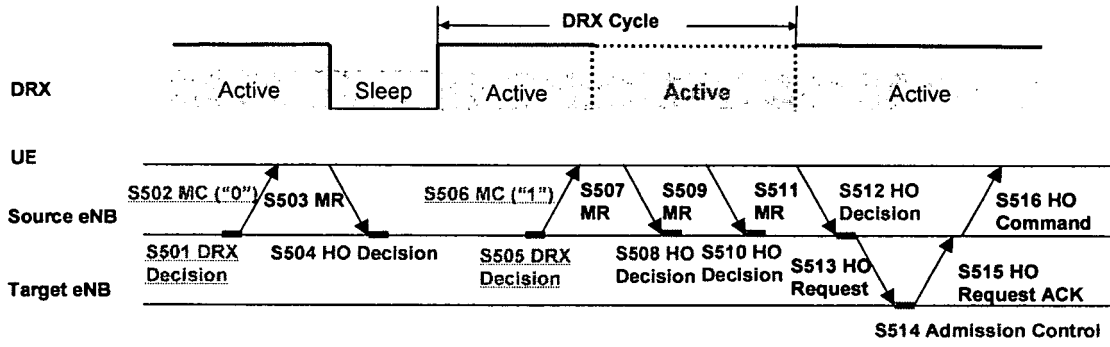 DRX Cycle
DRX
Active
Sleep
Active
Active
Active
UE
S502 MC ("0")
S503 MR
S506 MC ("1")
S507
MR
S509
MR
S511
MR
S512 HO
Decision
S516 HO
Command
Source eNB
S501 DRX
Decision
S504 HO Decision
S505 DRX
Decision
S508 HO
Decision
S510 HO
Decision
S513 HO
Request
S515 HO
Request ACK
Target eNB
S514 Admission Control